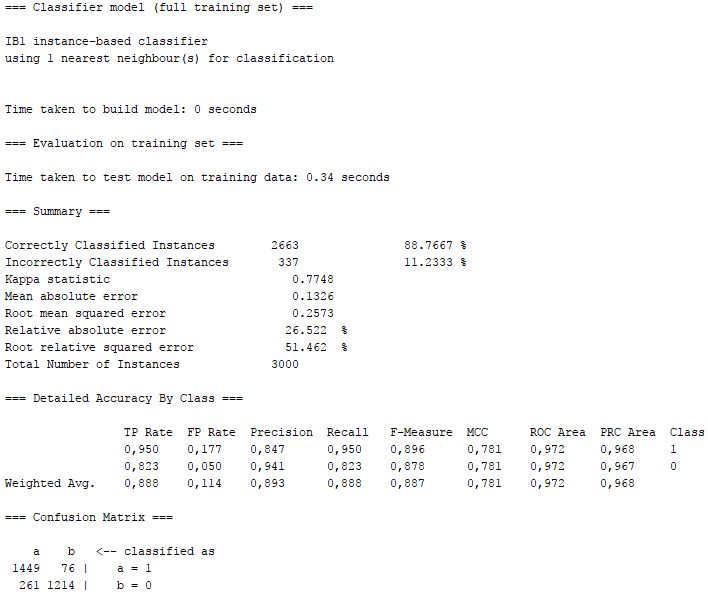 === Classifier model (full training set) ===
IB1 instance-based classifier
using 1 nearest neighbour(s) for classification
Time taken to build model: 0 seconds
=== Evaluation on training set ===
Time taken to test model on training data: 0.34 seconds
=== Summary ===
Correctly Classified Instances 2663 88.7667 %
Incorrectly Classified Instances 337 11.2333 %
Kappa statistic 0.7748
Mean absolute error 0.1326
Root mean squared error 0.2573
Relative absolute error 26.522 %
Root relative squared error 51.462 %
Total Number of Instances 3000
=== Detailed Accuracy By Class ===
TP Rate FP Rate Precision Recall F-Measure MCC ROC Area PRC Area Class
0,950 0,177 0,847 0,950 0,896 0,781 0,972 0,968 1
0,823 0,050 0,941 0,823 0,878 0,781 0,972 0,967 0
Weighted Avg. 0,888 0,114 0,893 0,888 0,887 0,781 0,972 0,968
=== Confusion Matrix ===
a b <-- classified as
1449 76 | a = 1
261 1214 | b = 0